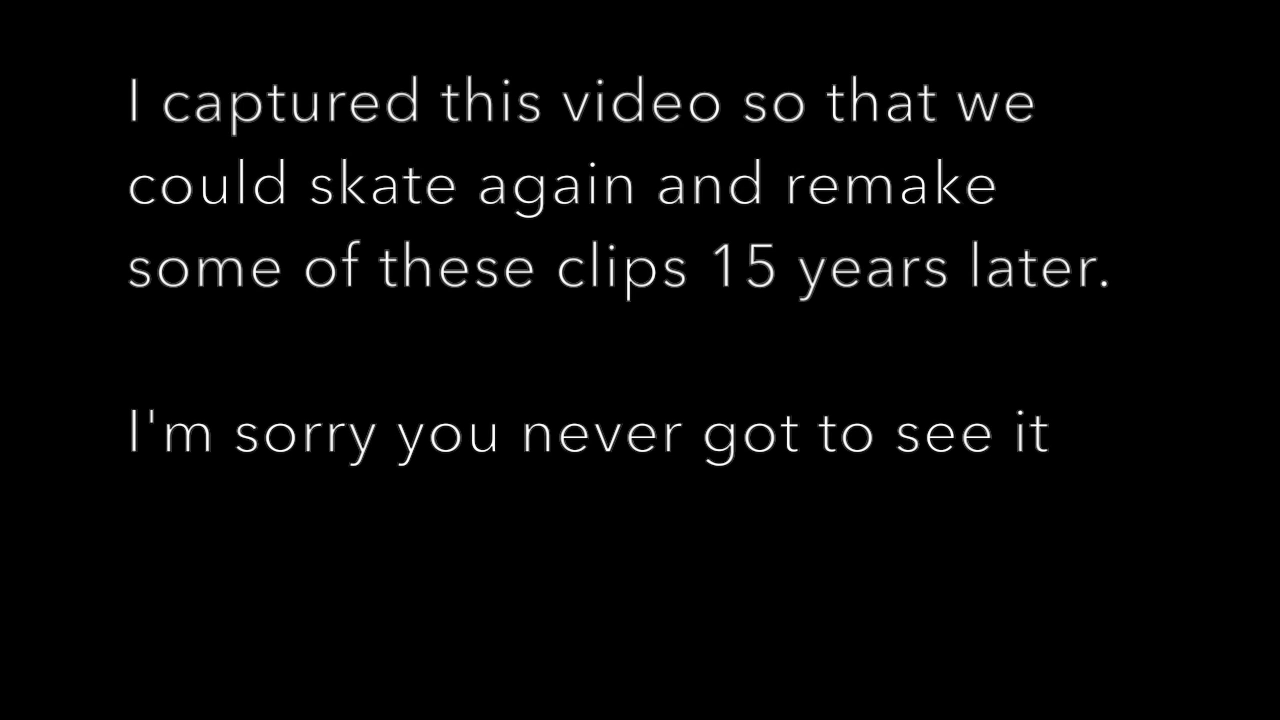 I captured this video so that we
could skate again and remake
some of these clips 15 years later.
I'm sorry you never got to see it